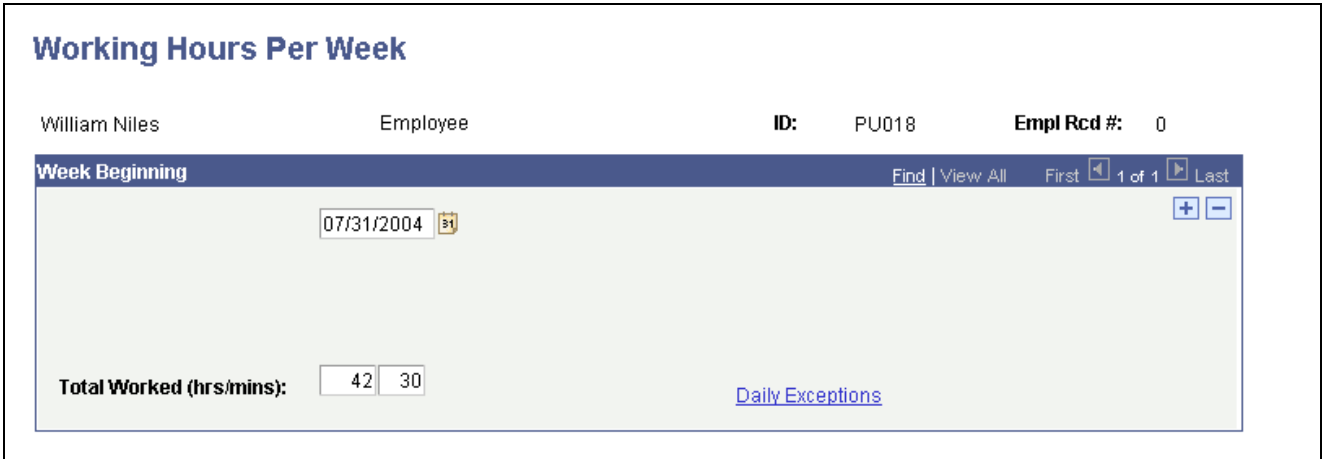 Working Hours Per Week
William Niles Employee ID: PU018 Empl Rcd #: 0
Week Beginning Find | View All First 1 of 1 Last
07/31/2004 31
+ −
Total Worked (hrs/mins): 42 30
Daily Exceptions